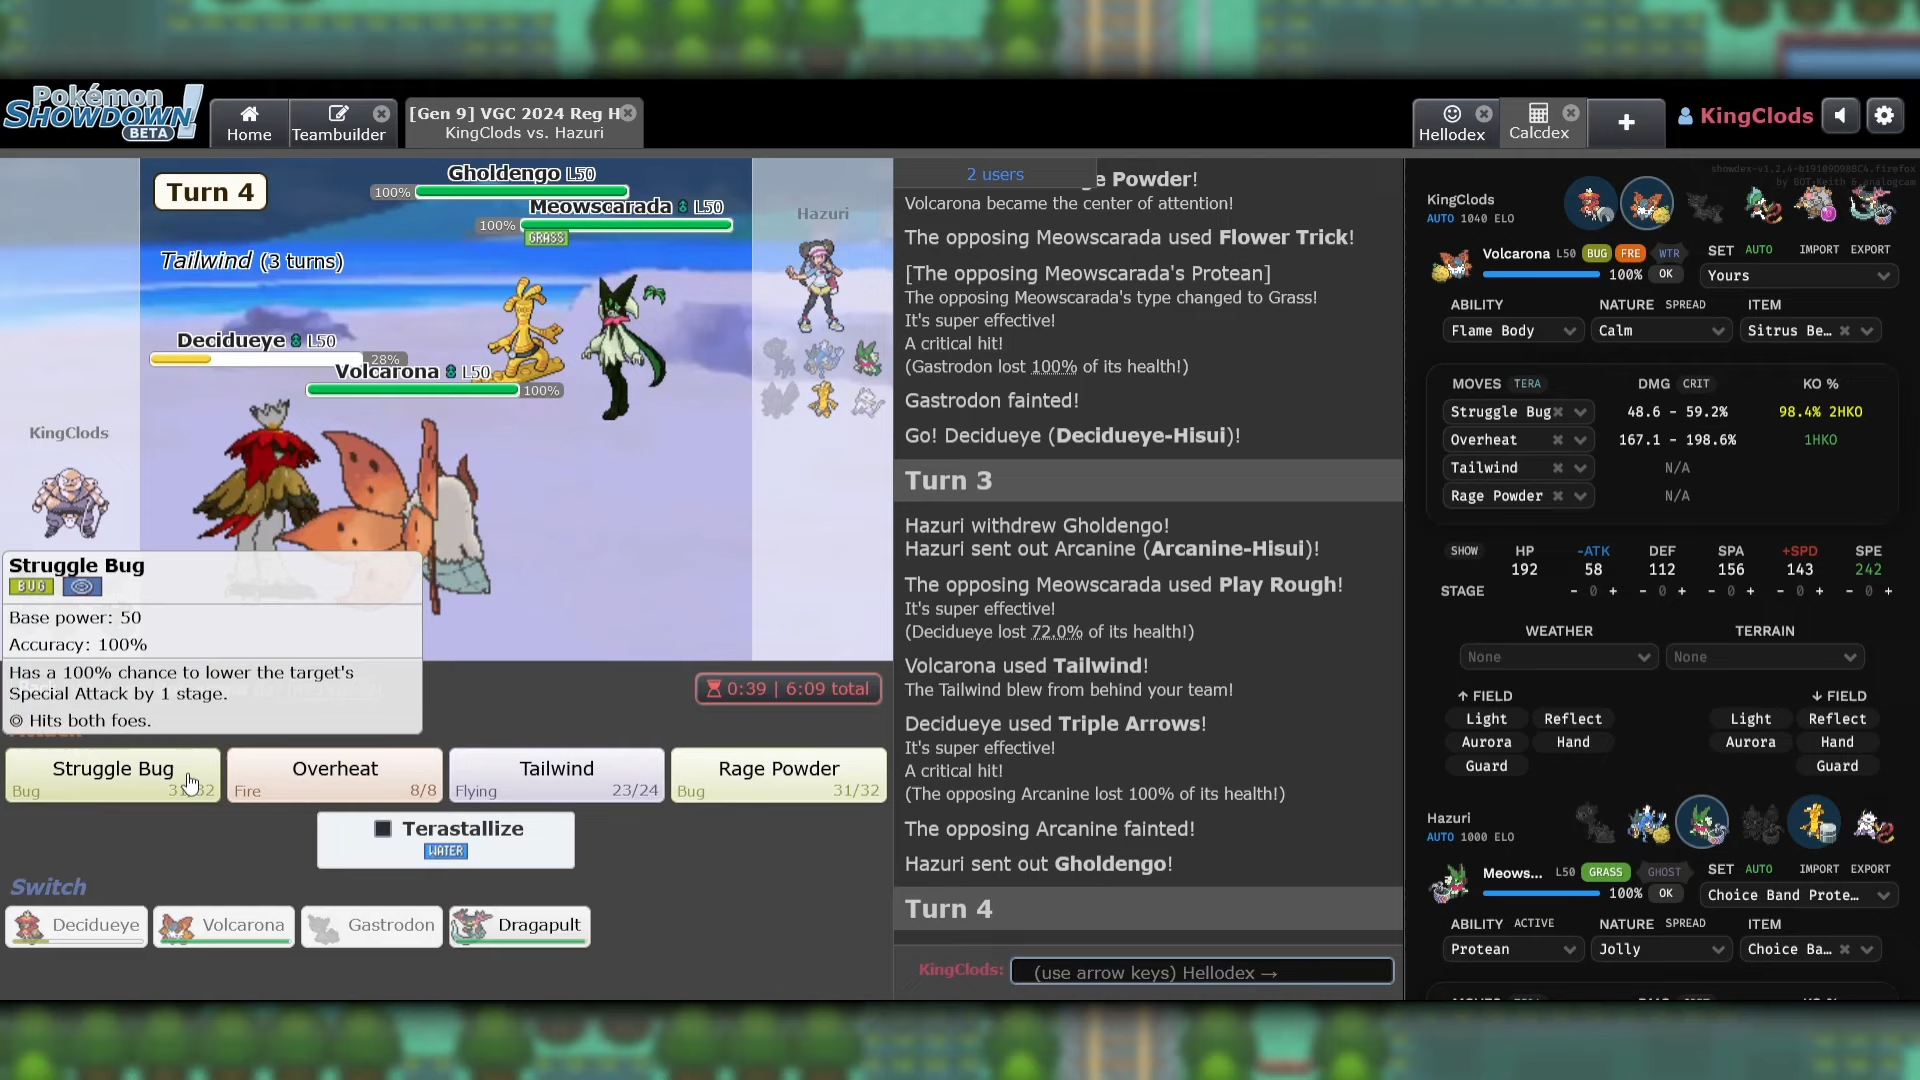 Pokémon
SHOWDOWN!
BETA
Home
Teambuilder
[Gen 9] VGC 2024 Reg H
KingClods vs. Hazuri
Hellodex
Calcdex
+
KingClods
Turn 4
Gholdengo L50
100%
Meowscarada L50
100%
GRASS
Tailwind (3 turns)
Hazuri
Decidueye L50
28%
Volcarona L50
100%
KingClods
Struggle Bug
BUG
Base power: 50
Accuracy: 100%
Has a 100% chance to lower the target's
Special Attack by 1 stage.
◎ Hits both foes.
0:39 | 6:09 total
Struggle Bug
Bug
Overheat
Fire 8/8
Tailwind
Flying 23/24
Rage Powder
Bug 31/32
Terastallize
WATER
Switch
Decidueye
Volcarona
Gastrodon
Dragapult
2 users
ge Powder!
Volcarona became the center of attention!
The opposing Meowscarada used Flower Trick!
[The opposing Meowscarada's Protean]
The opposing Meowscarada's type changed to Grass!
It's super effective!
A critical hit!
(Gastrodon lost 100% of its health!)
Gastrodon fainted!
Go! Decidueye (Decidueye-Hisui)!
Turn 3
Hazuri withdrew Gholdengo!
Hazuri sent out Arcanine (Arcanine-Hisui)!
The opposing Meowscarada used Play Rough!
It's super effective!
(Decidueye lost 72.0% of its health!)
Volcarona used Tailwind!
The Tailwind blew from behind your team!
Decidueye used Triple Arrows!
It's super effective!
A critical hit!
(The opposing Arcanine lost 100% of its health!)
The opposing Arcanine fainted!
Hazuri sent out Gholdengo!
Turn 4
KingClods: (use arrow keys) Hellodex →
KingClods
AUTO 1040 ELO
Volcarona L50 BUG FRE WTR
100% OK
SET AUTO IMPORT EXPORT
Yours
ABILITY NATURE SPREAD ITEM
Flame Body Calm Sitrus Be…
MOVES TERA DMG CRIT KO %
Struggle Bug 48.6 – 59.2% 98.4% 2HKO
Overheat 167.1 – 198.6% 1HKO
Tailwind N/A
Rage Powder N/A
SHOW HP -ATK DEF SPA +SPD SPE
192 58 112 156 143 242
STAGE - 0 + - 0 + - 0 + - 0 + - 0 +
WEATHER TERRAIN
None None
↑ FIELD ↓ FIELD
Light Reflect Light Reflect
Aurora Hand Aurora Hand
Guard Guard
Hazuri
AUTO 1000 ELO
Meows... L50 GRASS GHOST
100% OK
SET AUTO IMPORT EXPORT
Choice Band Prote…
ABILITY ACTIVE NATURE SPREAD ITEM
Protean Jolly Choice Ba…